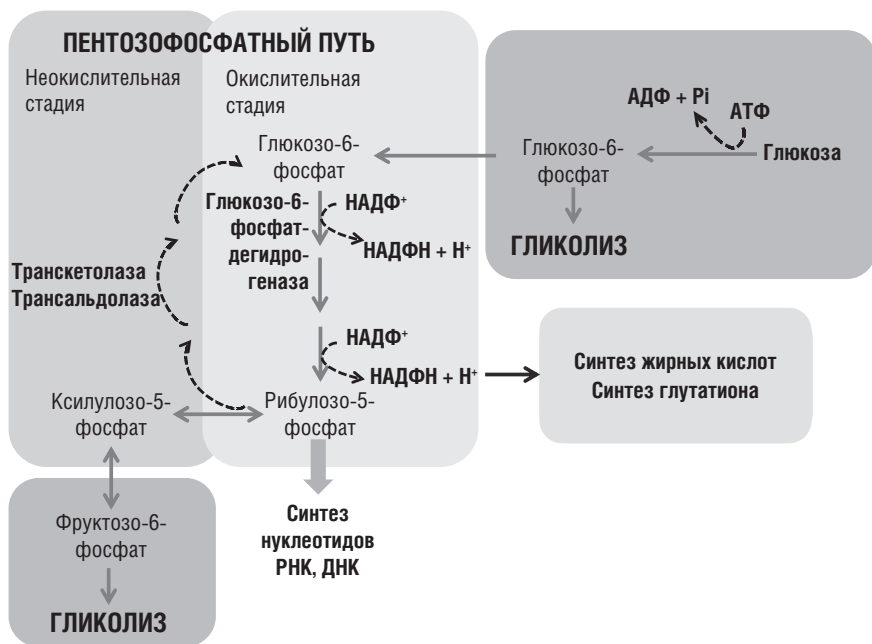 ПЕНТОЗОФОСФАТНЫЙ ПУТЬ
Неокислительная
стадия
Окислительная
стадия
Глюкозо-6-
фосфат
Глюкозо-6-
фосфат-
дегидро-
геназа
НАДФ⁺
НАДФН + Н⁺
НАДФ⁺
НАДФН + Н⁺
Транскетолаза
Трансальдолаза
Ксилулозо-5-
фосфат
Рибулозо-5-
фосфат
Фруктозо-6-
фосфат
ГЛИКОЛИЗ
Синтез
нуклеотидов
РНК, ДНК
АДФ + Pi
АТФ
Глюкоза
Глюкозо-6-
фосфат
ГЛИКОЛИЗ
Синтез жирных кислот
Синтез глутатиона